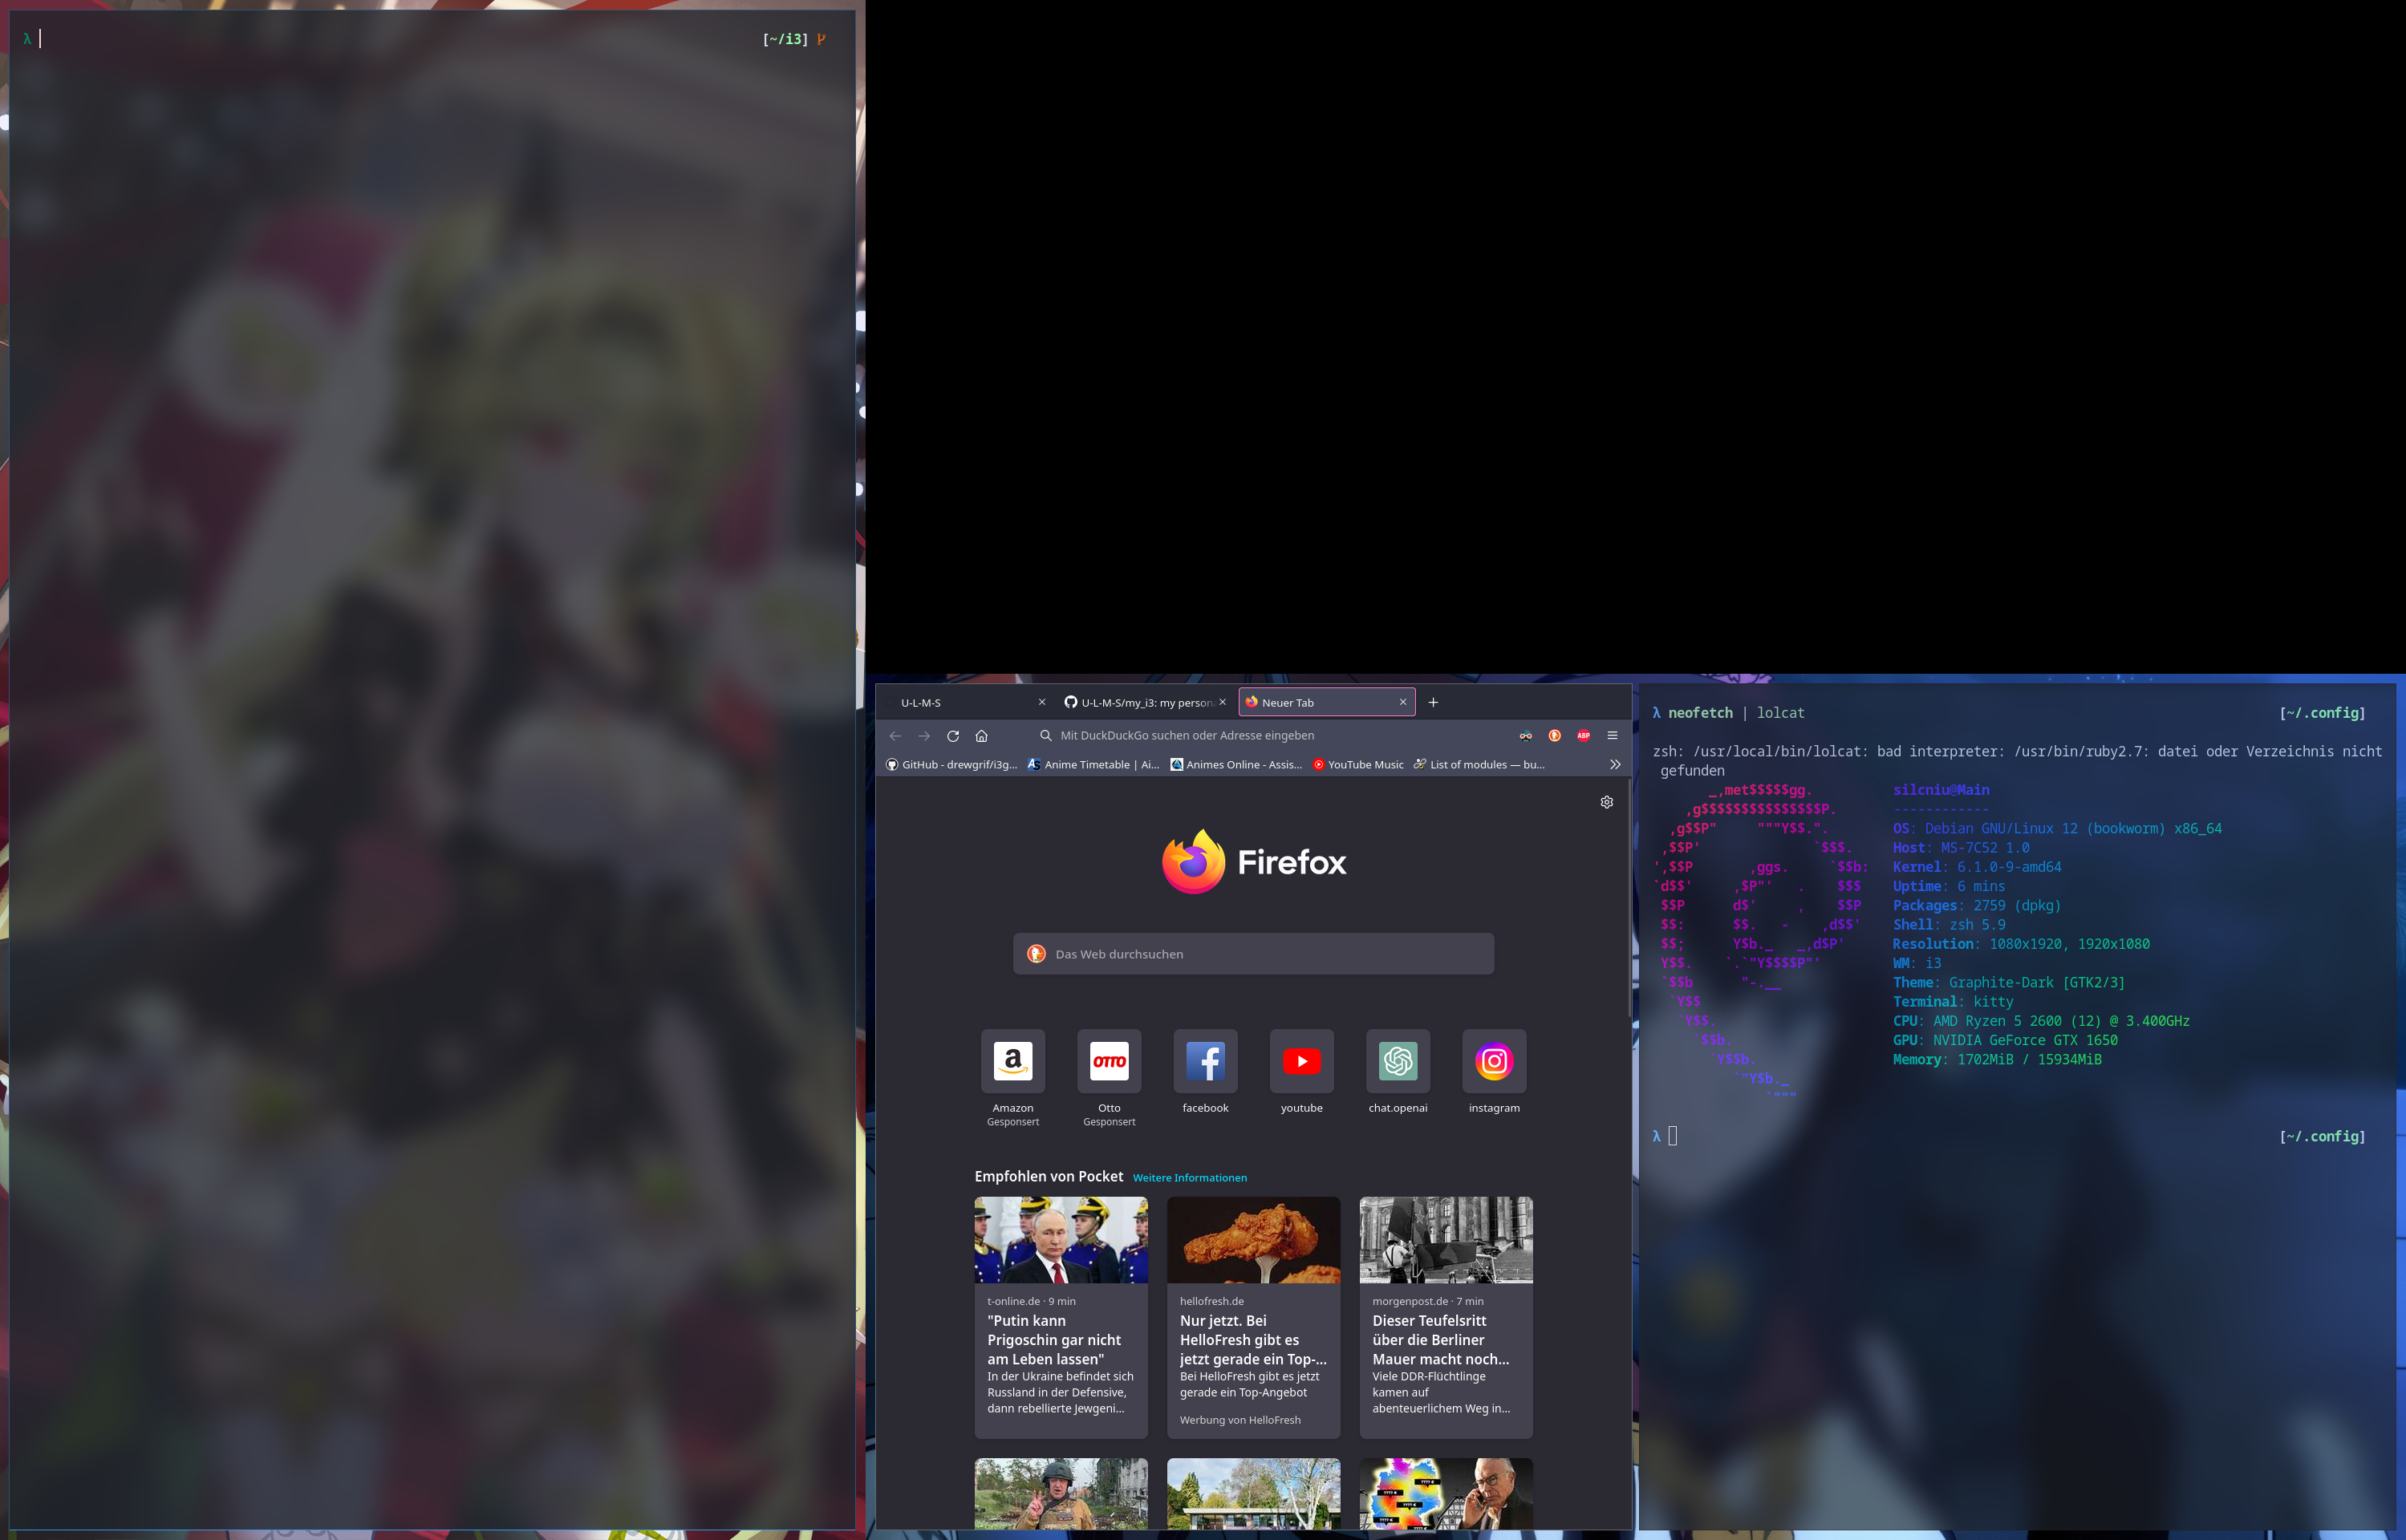 λ [~/i3]
U-L-M-S
U-L-M-S/my_i3: my persona
Neuer Tab
Mit DuckDuckGo suchen oder Adresse eingeben
ABP
GitHub - drewgrif/i3g...
Anime Timetable | Ai...
Animes Online - Assis...
YouTube Music
List of modules — bu...
Firefox
Das Web durchsuchen
OTTO
Amazon
Gesponsert
Otto
Gesponsert
facebook
youtube
chat.openai
instagram
Empfohlen von Pocket Weitere Informationen
t-online.de · 9 min
"Putin kann
Prigoschin gar nicht
am Leben lassen"
In der Ukraine befindet sich
Russland in der Defensive,
dann rebellierte Jewgeni...
hellofresh.de
Nur jetzt. Bei
HelloFresh gibt es
jetzt gerade ein Top-...
Bei HelloFresh gibt es jetzt
gerade ein Top-Angebot
Werbung von HelloFresh
morgenpost.de · 7 min
Dieser Teufelsritt
über die Berliner
Mauer macht noch...
Viele DDR-Flüchtlinge
kamen auf
abenteuerlichem Weg in...
λ neofetch | lolcat [~/.config]
zsh: /usr/local/bin/lolcat: bad interpreter: /usr/bin/ruby2.7: datei oder Verzeichnis nicht
gefunden
silcniu@Main
------------
OS: Debian GNU/Linux 12 (bookworm) x86_64
Host: MS-7C52 1.0
Kernel: 6.1.0-9-amd64
Uptime: 6 mins
Packages: 2759 (dpkg)
Shell: zsh 5.9
Resolution: 1080x1920, 1920x1080
WM: i3
Theme: Graphite-Dark [GTK2/3]
Terminal: kitty
CPU: AMD Ryzen 5 2600 (12) @ 3.400GHz
GPU: NVIDIA GeForce GTX 1650
Memory: 1702MiB / 15934MiB
λ [~/.config]